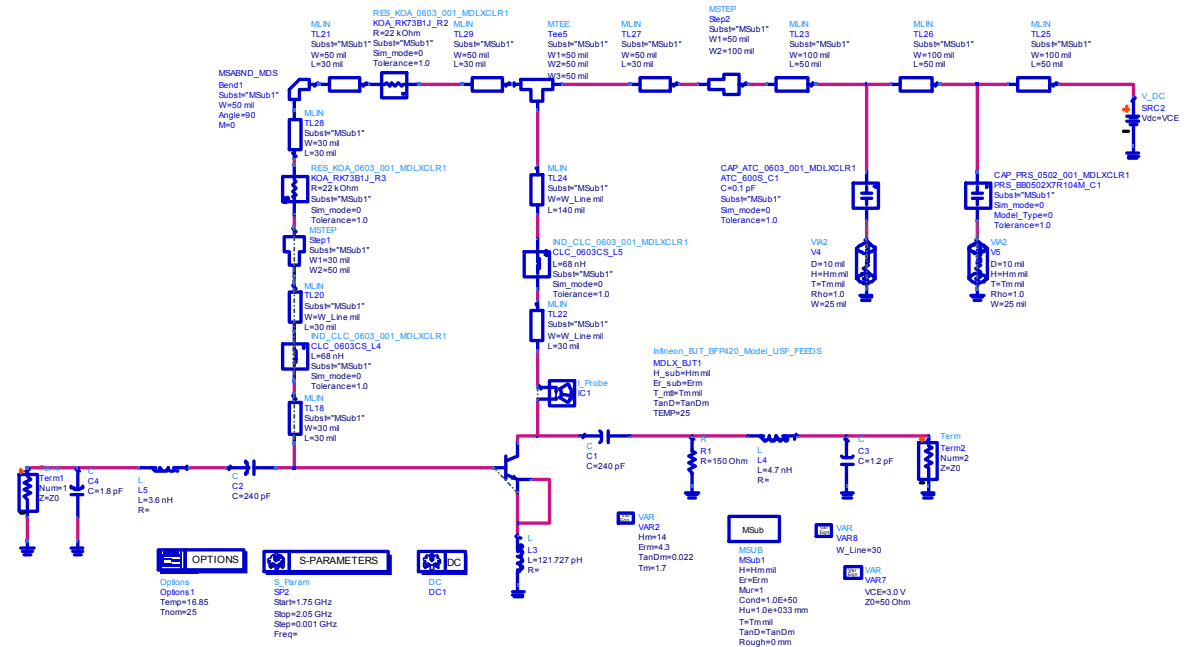 MLIN
TL21
Subst="MSub1"
W=50 mil
L=30 mil
RES_KOA_0603_001_MDLXCLR1
KOA_RK73B1J_R2
R=22 kOhm
Subst="MSub1"
Sim_mode=0
Tolerance=1.0
MLIN
TL29
Subst="MSub1"
W=50 mil
L=30 mil
MTEE
Tee5
Subst="MSub1"
W1=50 mil
W2=50 mil
W3=50 mil
MLIN
TL27
Subst="MSub1"
W=50 mil
L=30 mil
MSTEP
Step2
Subst="MSub1"
W1=50 mil
W2=100 mil
MLIN
TL23
Subst="MSub1"
W=100 mil
L=50 mil
MLIN
TL26
Subst="MSub1"
W=100 mil
L=50 mil
MLIN
TL25
Subst="MSub1"
W=100 mil
L=50 mil
MSABND_MDS
Bend1
Subst="MSub1"
W=50 mil
Angle=90
M=0
V_DC
SRC2
Vdc=VCE
MLIN
TL28
Subst="MSub1"
W=30 mil
L=30 mil
RES_KOA_0603_001_MDLXCLR1
KOA_RK73B1J_R3
R=22 kOhm
Subst="MSub1"
Sim_mode=0
Tolerance=1.0
MSTEP
Step1
Subst="MSub1"
W1=30 mil
W2=50 mil
MLIN
TL20
Subst="MSub1"
W=W_Line mil
L=30 mil
IND_CLC_0603_001_MDLXCLR1
CLC_0603CS_L4
L=68 nH
Subst="MSub1"
Sim_mode=0
Tolerance=1.0
MLIN
TL18
Subst="MSub1"
W=30 mil
L=30 mil
MLIN
TL24
Subst="MSub1"
W=W_Line mil
L=140 mil
IND_CLC_0603_001_MDLXCLR1
CLC_0603CS_L5
L=68 nH
Subst="MSub1"
Sim_mode=0
Tolerance=1.0
MLIN
TL22
Subst="MSub1"
W=W_Line mil
L=30 mil
I_Probe
IC1
CAP_ATC_0603_001_MDLXCLR1
ATC_600S_C1
C=0.1 pF
Subst="MSub1"
Sim_mode=0
Tolerance=1.0
CAP_PRS_0502_001_MDLXCLR1
PRS_BB0502X7R104M_C1
Subst="MSub1"
Sim_mode=0
Model_Type=0
Tolerance=1.0
VIA2
V4
D=10 mil
H=Hm mil
T=Tm mil
Rho=1.0
W=25 mil
VIA2
V5
D=10 mil
H=Hm mil
T=Tm mil
Rho=1.0
W=25 mil
Infineon_BJT_BFP420_Model_USF_FEEDS
MDLX_BJT1
H_sub=Hm mil
Er_sub=Erm
T_mtl=Tm mil
TanD=TanDm
TEMP=25
Term
Term1
Num=1
Z=Z0
C
C4
C=1.8 pF
L
L5
L=3.6 nH
R=
C
C2
C=240 pF
C
C1
C=240 pF
R
R1
R=150 Ohm
L
L4
L=4.7 nH
R=
C
C3
C=1.2 pF
Term
Term2
Num=2
Z=Z0
L
L3
L=121.727 pH
R=
OPTIONS
Options
Options1
Temp=16.85
Tnom=25
S-PARAMETERS
S_Param
SP2
Start=1.75 GHz
Stop=2.05 GHz
Step=0.001 GHz
Freq=
DC
DC
DC1
VAR
VAR2
Hm=14
Erm=4.3
TanDm=0.022
Tm=1.7
MSub
MSUB
MSub1
H=Hm mil
Er=Erm
Mur=1
Cond=1.0E+50
Hu=1.0e+033 mm
T=Tm mil
TanD=TanDm
Rough=0 mm
VAR
VAR8
W_Line=30
VAR
VAR7
VCE=3.0 V
Z0=50 Ohm